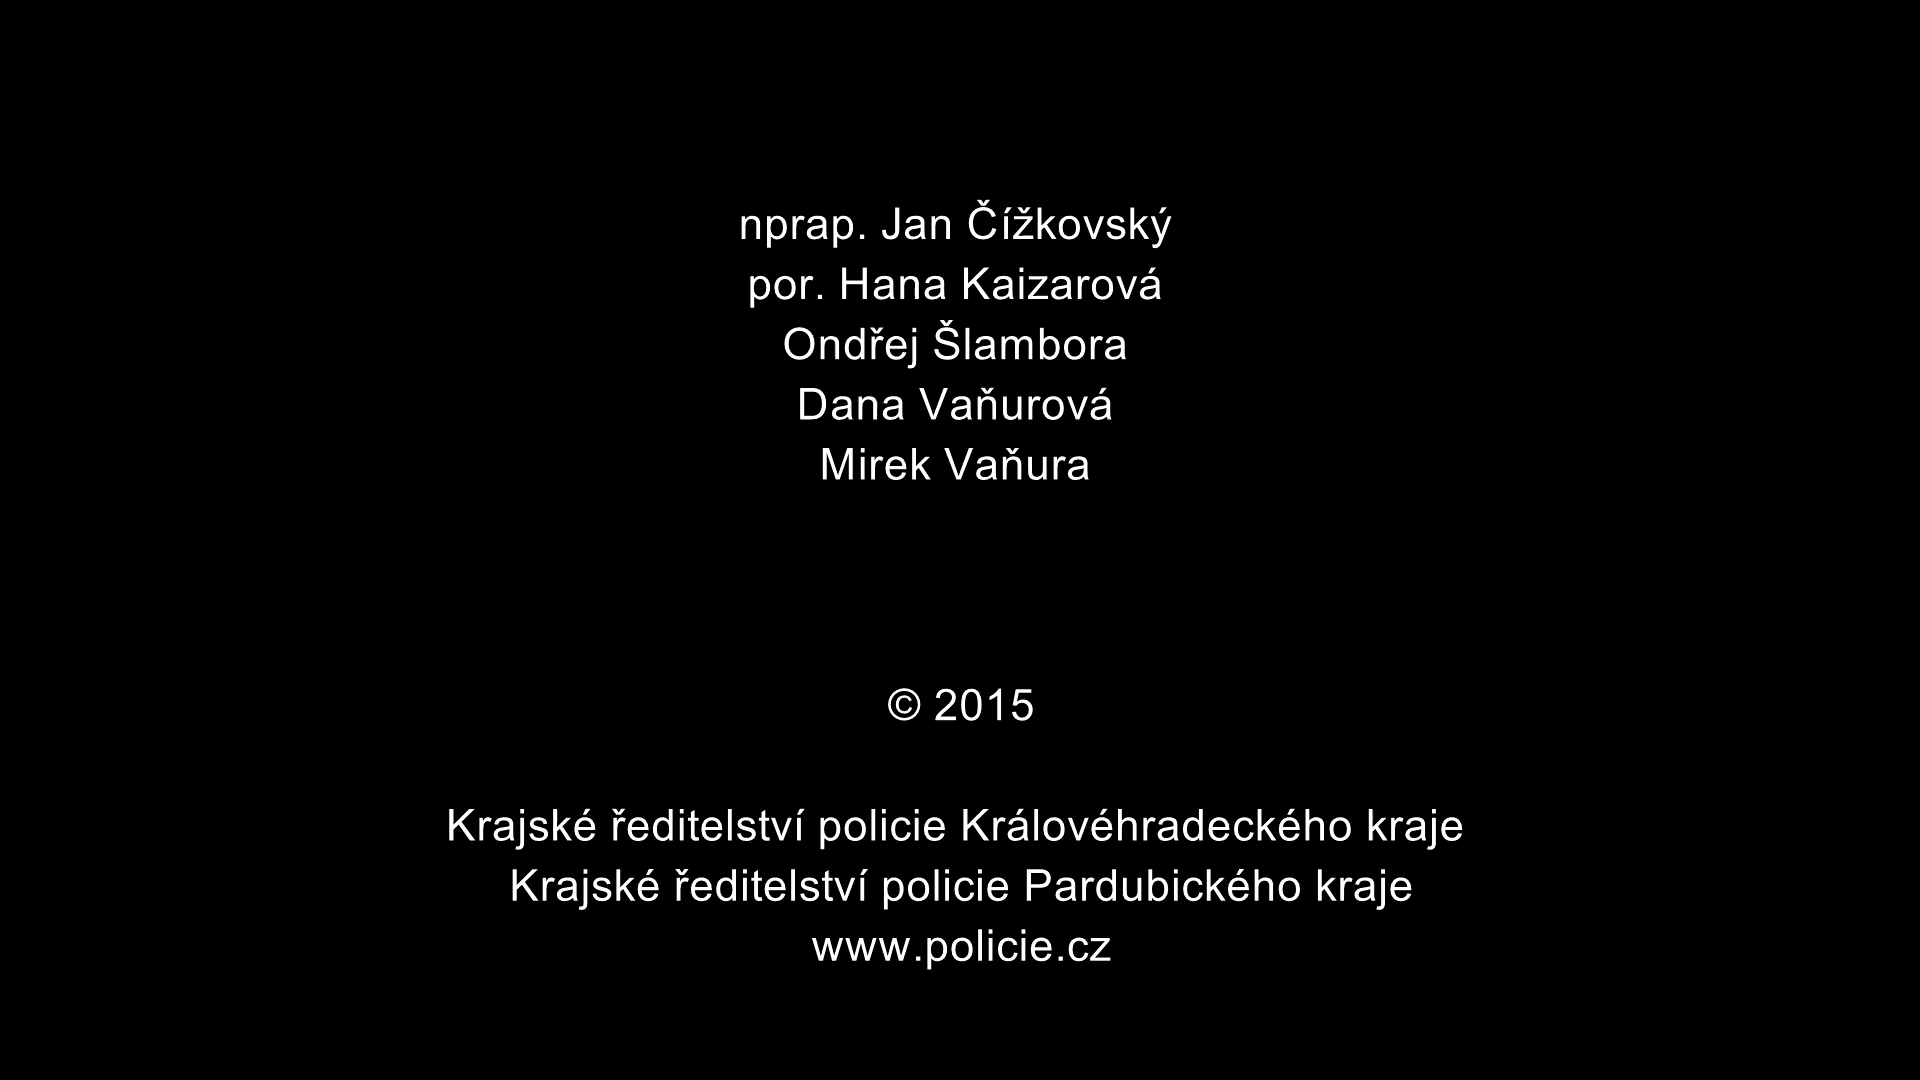 nprap. Jan Čížkovský
por. Hana Kaizarová
Ondřej Šlambora
Dana Vaňurová
Mirek Vaňura
© 2015
Krajské ředitelství policie Královéhradeckého kraje
Krajské ředitelství policie Pardubického kraje
www.policie.cz